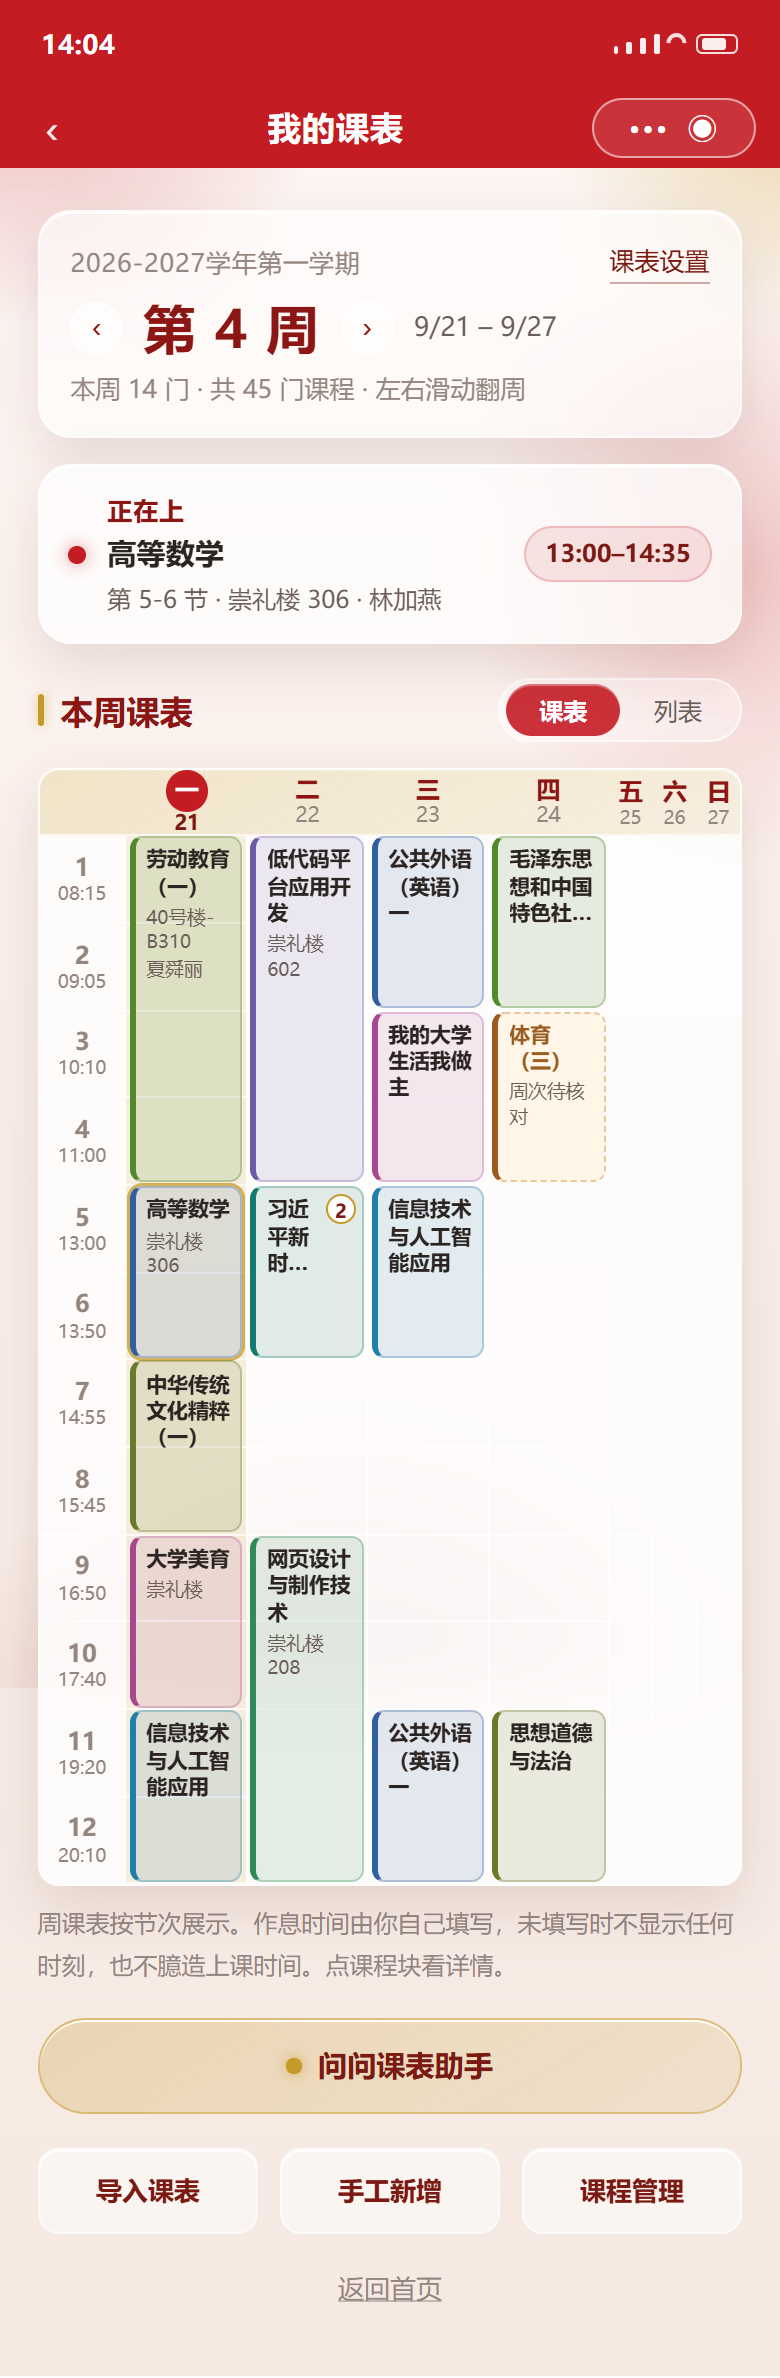 14:04
‹ 我的课表
2026-2027学年第一学期 课表设置
‹ 第 4 周 › 9/21 – 9/27
本周 14 门 · 共 45 门课程 · 左右滑动翻周
正在上
高等数学
13:00–14:35
第 5-6 节 · 崇礼楼 306 · 林加燕
本周课表
课表 列表
一 二 三 四 五 六 日
21 22 23 24 25 26 27
1
08:15
2
09:05
3
10:10
4
11:00
5
13:00
6
13:50
7
14:55
8
15:45
9
16:50
10
17:40
11
19:20
12
20:10
劳动教育
（一）
40号楼-
B310
夏舜丽
高等数学
崇礼楼
306
中华传统
文化精粹
（一）
大学美育
崇礼楼
信息技术
与人工智
能应用
低代码平
台应用开
发
崇礼楼
602
习近
平新
时...
2
网页设计
与制作技
术
崇礼楼
208
公共外语
（英语）
一
我的大学
生活我做
主
信息技术
与人工智
能应用
公共外语
（英语）
一
毛泽东思
想和中国
特色社...
体育
（三）
周次待核
对
思想道德
与法治
周课表按节次展示。作息时间由你自己填写，未填写时不显示任何
时刻，也不臆造上课时间。点课程块看详情。
问问课表助手
导入课表 手工新增 课程管理
返回首页